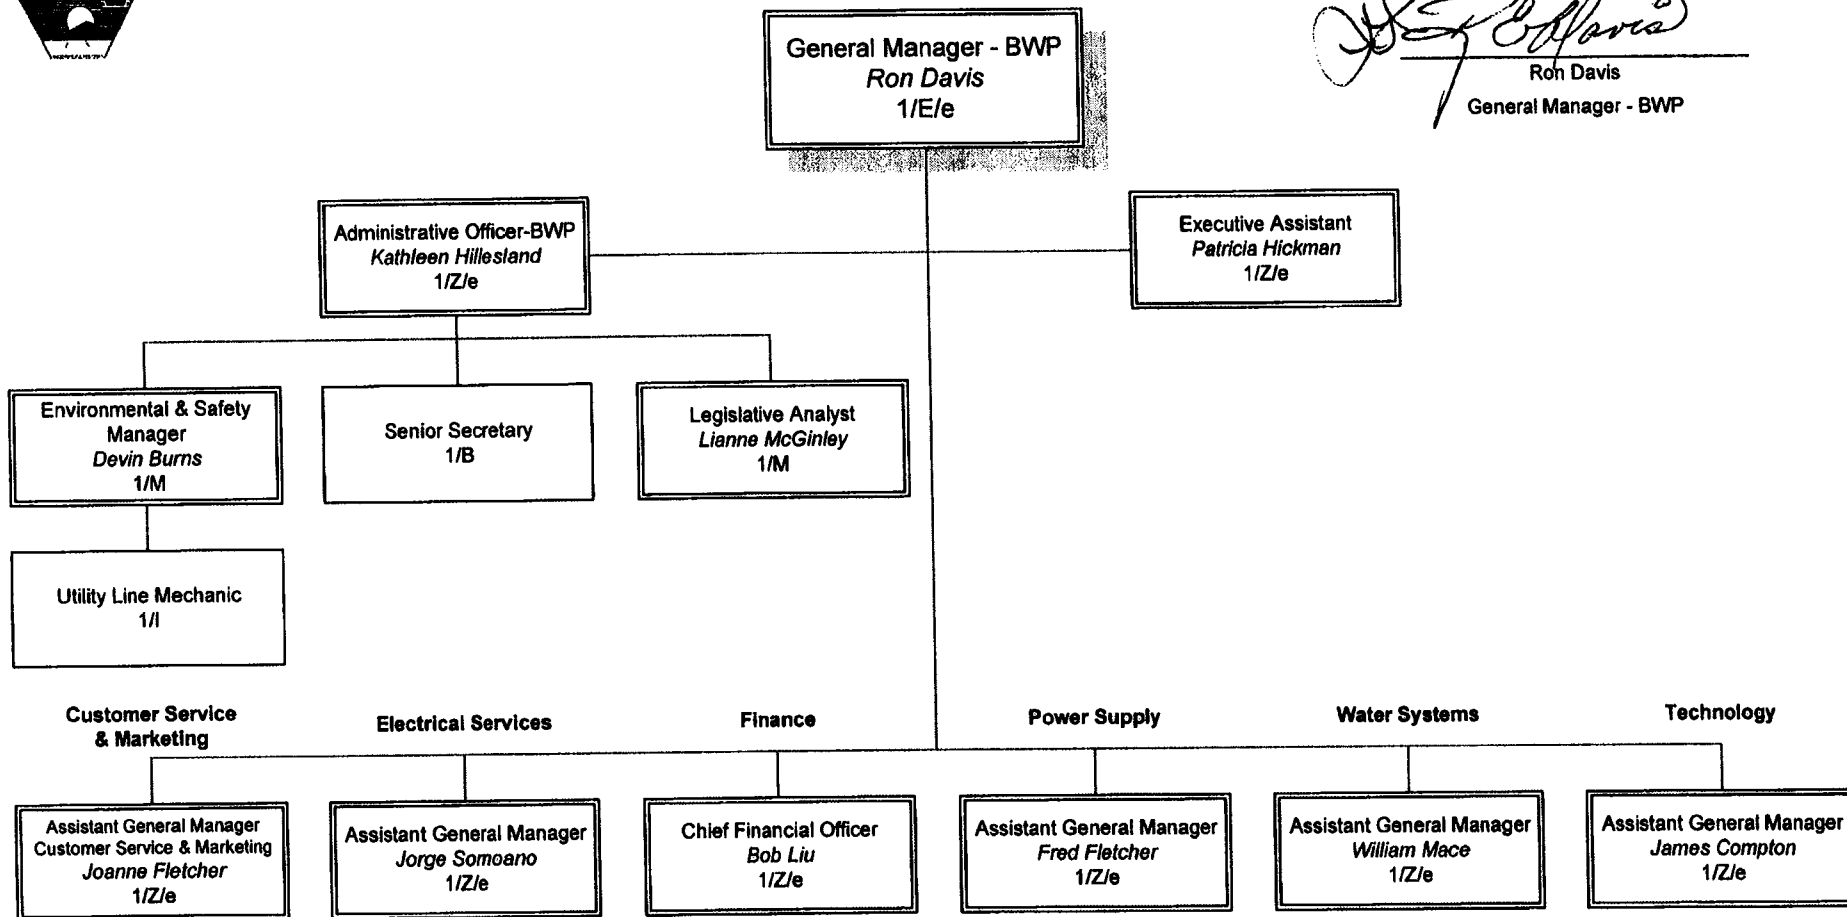 General Manager - BWP
Ron Davis
1/E/e
Ron Davis
General Manager - BWP
Administrative Officer-BWP
Kathleen Hillesland
1/Z/e
Executive Assistant
Patricia Hickman
1/Z/e
Environmental & Safety
Manager
Devin Burns
1/M
Senior Secretary
1/B
Legislative Analyst
Lianne McGinley
1/M
Utility Line Mechanic
1/I
Customer Service
& Marketing
Electrical Services
Finance
Power Supply
Water Systems
Technology
Assistant General Manager
Customer Service & Marketing
Joanne Fletcher
1/Z/e
Assistant General Manager
Jorge Somoano
1/Z/e
Chief Financial Officer
Bob Liu
1/Z/e
Assistant General Manager
Fred Fletcher
1/Z/e
Assistant General Manager
William Mace
1/Z/e
Assistant General Manager
James Compton
1/Z/e